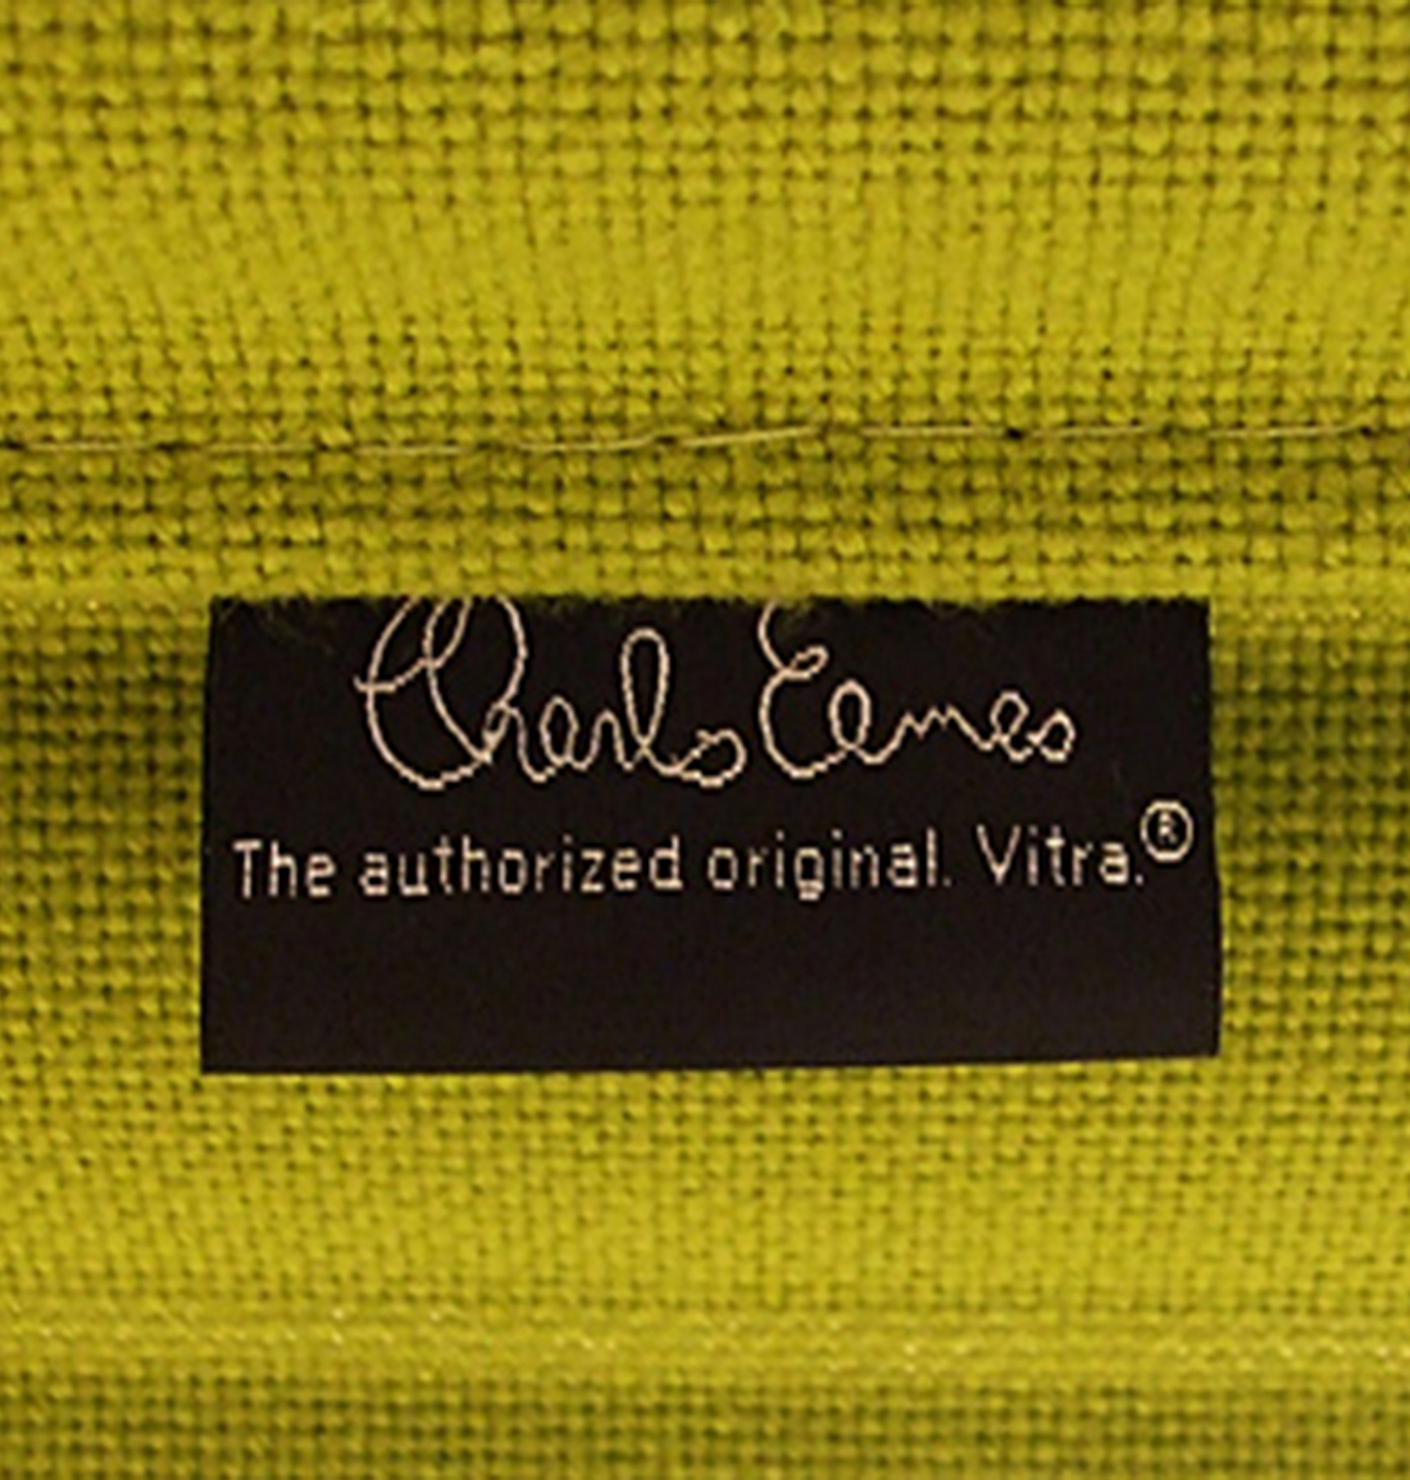 Charles Eames
The authorized original. Vitra.®